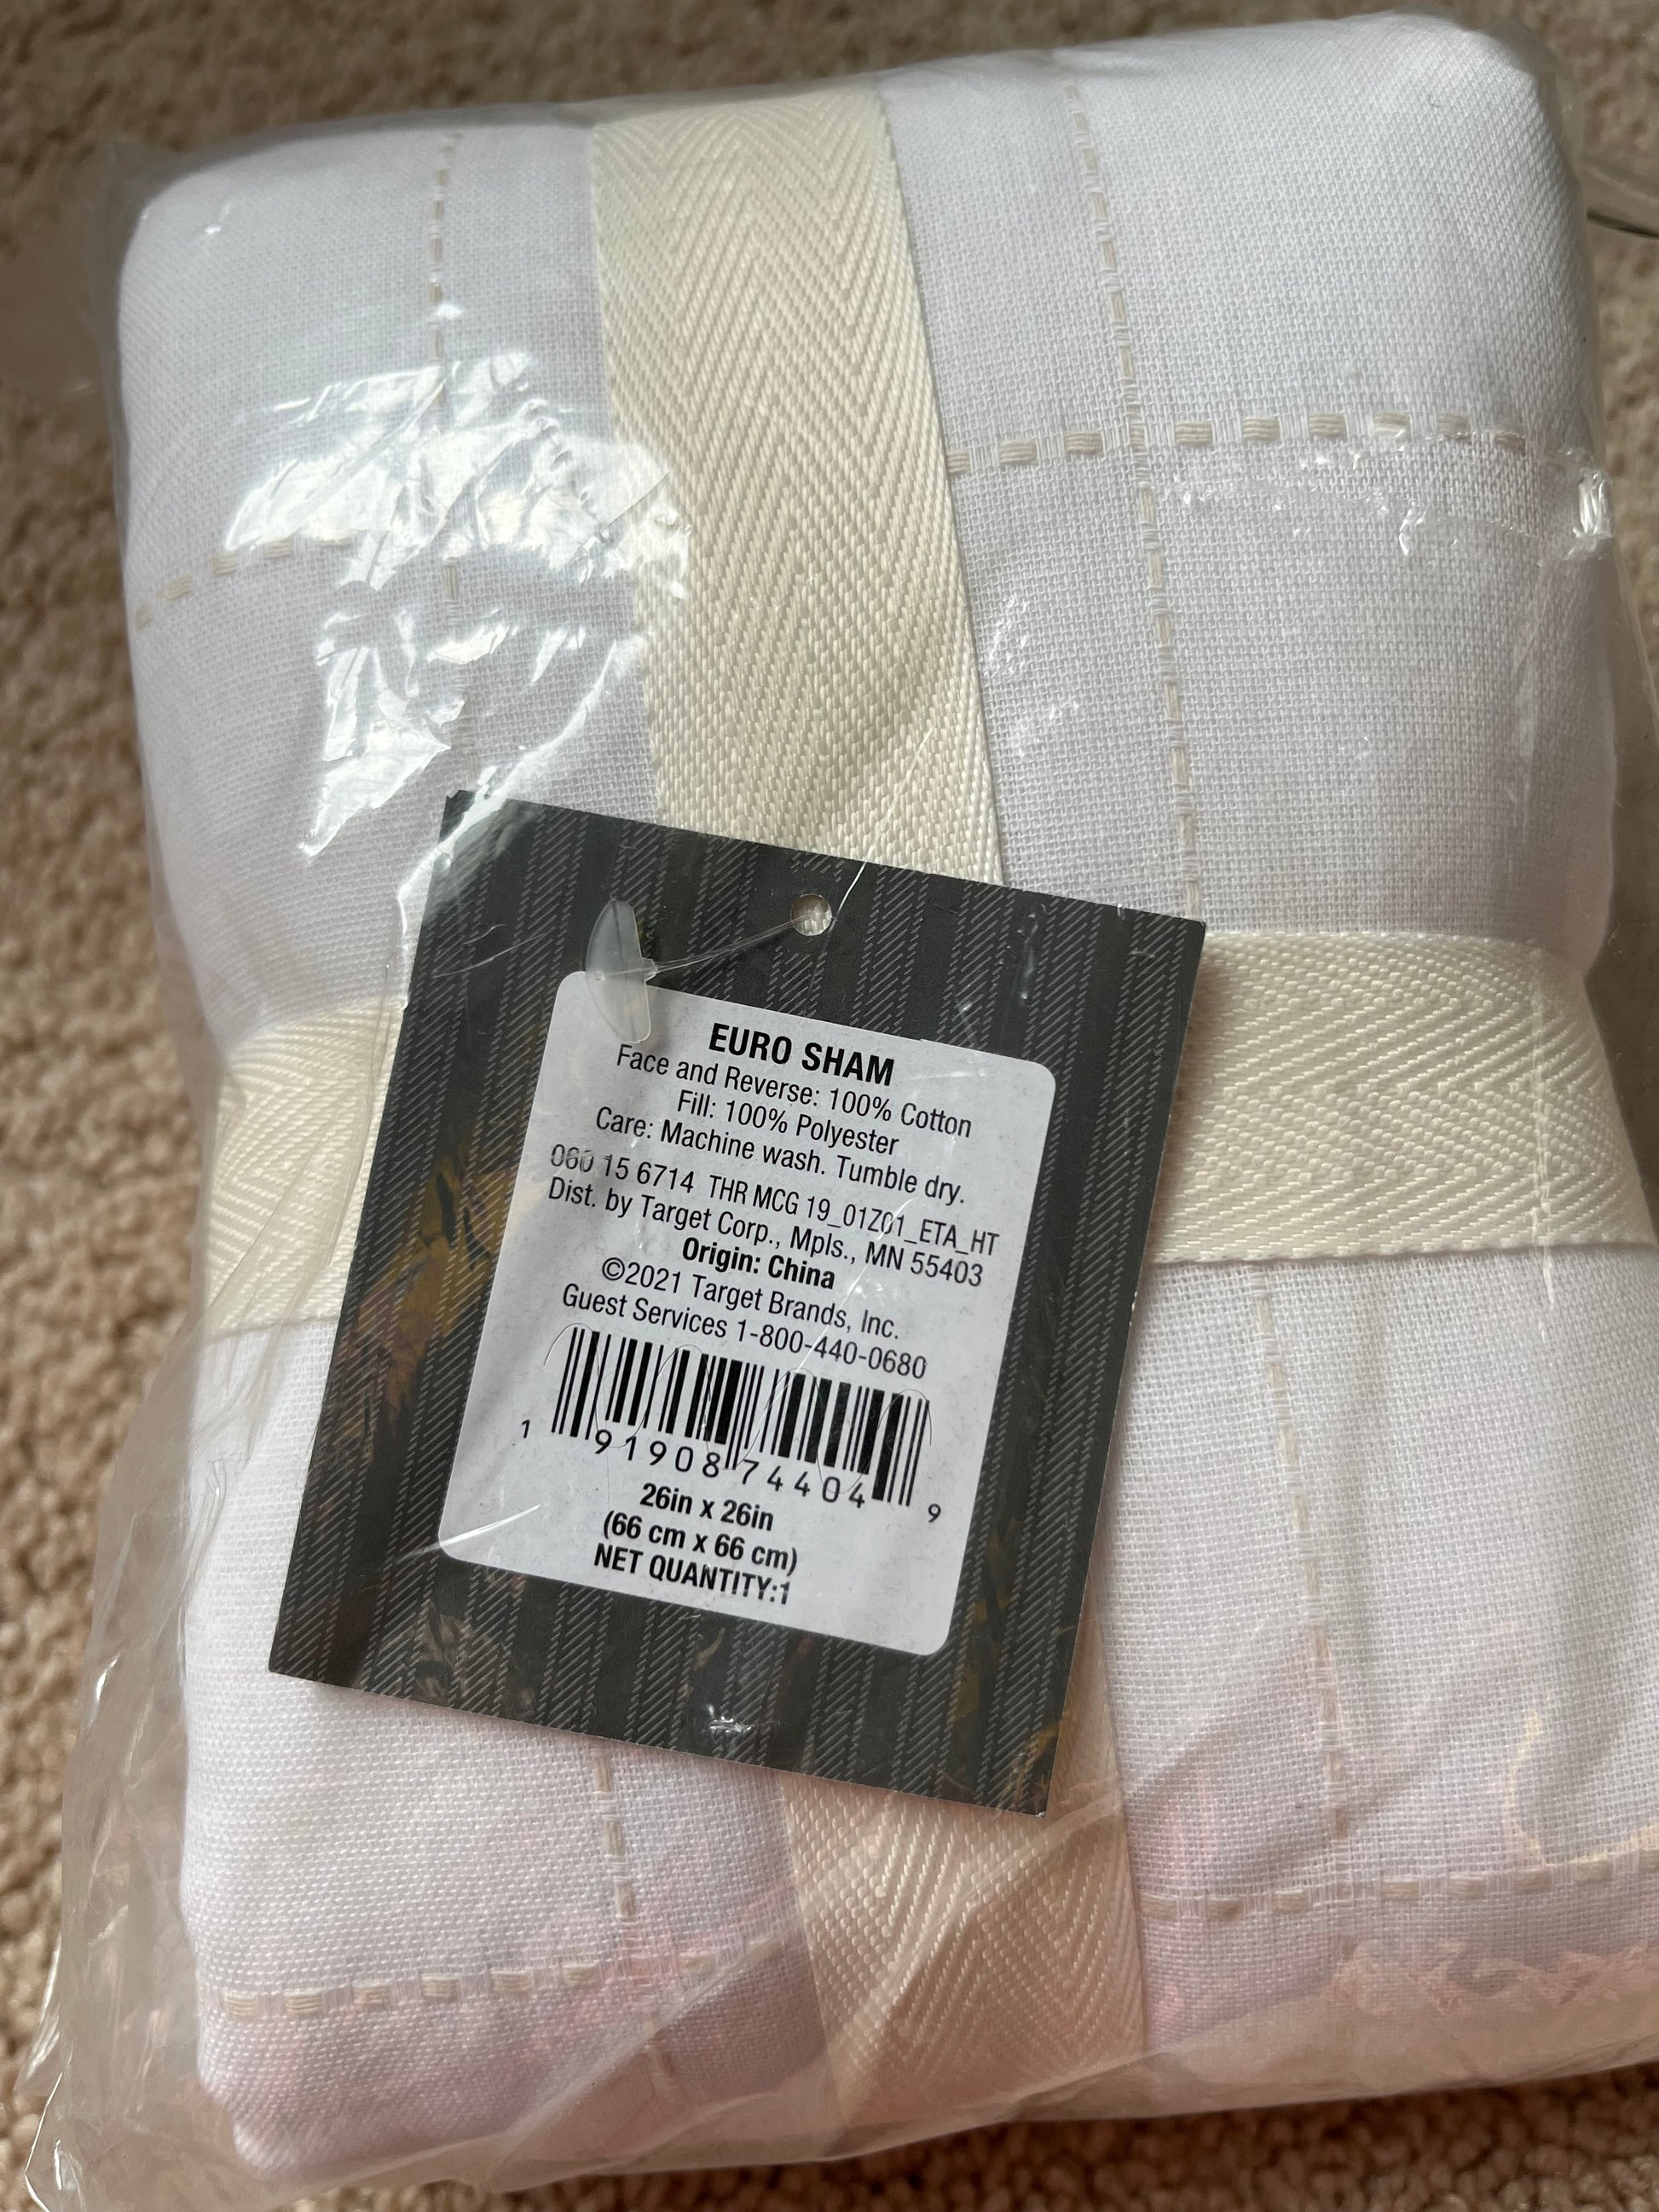 EURO SHAM
Face and Reverse: 100% Cotton
Fill: 100% Polyester
Care: Machine wash. Tumble dry.
060 15 6714 THR MCG 19_01Z01_ETA_HT
Dist. by Target Corp., Mpls., MN 55403
Origin: China
©2021 Target Brands, Inc.
Guest Services 1-800-440-0680
1 91908 74404 9
26in x 26in
(66 cm x 66 cm)
NET QUANTITY:1